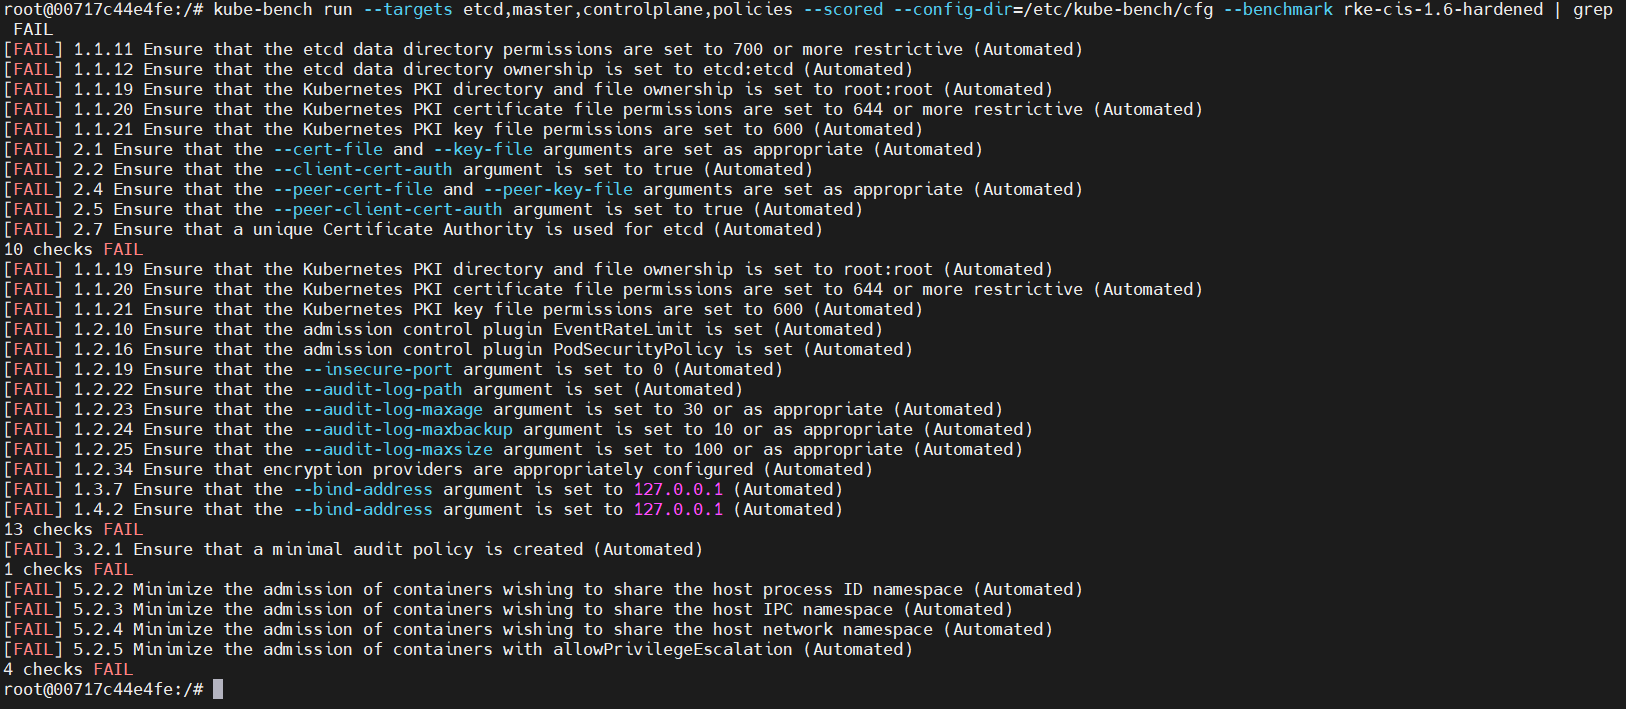 root@00717c44e4fe:/# kube-bench run --targets etcd,master,controlplane,policies --scored --config-dir=/etc/kube-bench/cfg --benchmark rke-cis-1.6-hardened | grep
FAIL
[FAIL] 1.1.11 Ensure that the etcd data directory permissions are set to 700 or more restrictive (Automated)
[FAIL] 1.1.12 Ensure that the etcd data directory ownership is set to etcd:etcd (Automated)
[FAIL] 1.1.19 Ensure that the Kubernetes PKI directory and file ownership is set to root:root (Automated)
[FAIL] 1.1.20 Ensure that the Kubernetes PKI certificate file permissions are set to 644 or more restrictive (Automated)
[FAIL] 1.1.21 Ensure that the Kubernetes PKI key file permissions are set to 600 (Automated)
[FAIL] 2.1 Ensure that the --cert-file and --key-file arguments are set as appropriate (Automated)
[FAIL] 2.2 Ensure that the --client-cert-auth argument is set to true (Automated)
[FAIL] 2.4 Ensure that the --peer-cert-file and --peer-key-file arguments are set as appropriate (Automated)
[FAIL] 2.5 Ensure that the --peer-client-cert-auth argument is set to true (Automated)
[FAIL] 2.7 Ensure that a unique Certificate Authority is used for etcd (Automated)
10 checks FAIL
[FAIL] 1.1.19 Ensure that the Kubernetes PKI directory and file ownership is set to root:root (Automated)
[FAIL] 1.1.20 Ensure that the Kubernetes PKI certificate file permissions are set to 644 or more restrictive (Automated)
[FAIL] 1.1.21 Ensure that the Kubernetes PKI key file permissions are set to 600 (Automated)
[FAIL] 1.2.10 Ensure that the admission control plugin EventRateLimit is set (Automated)
[FAIL] 1.2.16 Ensure that the admission control plugin PodSecurityPolicy is set (Automated)
[FAIL] 1.2.19 Ensure that the --insecure-port argument is set to 0 (Automated)
[FAIL] 1.2.22 Ensure that the --audit-log-path argument is set (Automated)
[FAIL] 1.2.23 Ensure that the --audit-log-maxage argument is set to 30 or as appropriate (Automated)
[FAIL] 1.2.24 Ensure that the --audit-log-maxbackup argument is set to 10 or as appropriate (Automated)
[FAIL] 1.2.25 Ensure that the --audit-log-maxsize argument is set to 100 or as appropriate (Automated)
[FAIL] 1.2.34 Ensure that encryption providers are appropriately configured (Automated)
[FAIL] 1.3.7 Ensure that the --bind-address argument is set to 127.0.0.1 (Automated)
[FAIL] 1.4.2 Ensure that the --bind-address argument is set to 127.0.0.1 (Automated)
13 checks FAIL
[FAIL] 3.2.1 Ensure that a minimal audit policy is created (Automated)
1 checks FAIL
[FAIL] 5.2.2 Minimize the admission of containers wishing to share the host process ID namespace (Automated)
[FAIL] 5.2.3 Minimize the admission of containers wishing to share the host IPC namespace (Automated)
[FAIL] 5.2.4 Minimize the admission of containers wishing to share the host network namespace (Automated)
[FAIL] 5.2.5 Minimize the admission of containers with allowPrivilegeEscalation (Automated)
4 checks FAIL
root@00717c44e4fe:/#